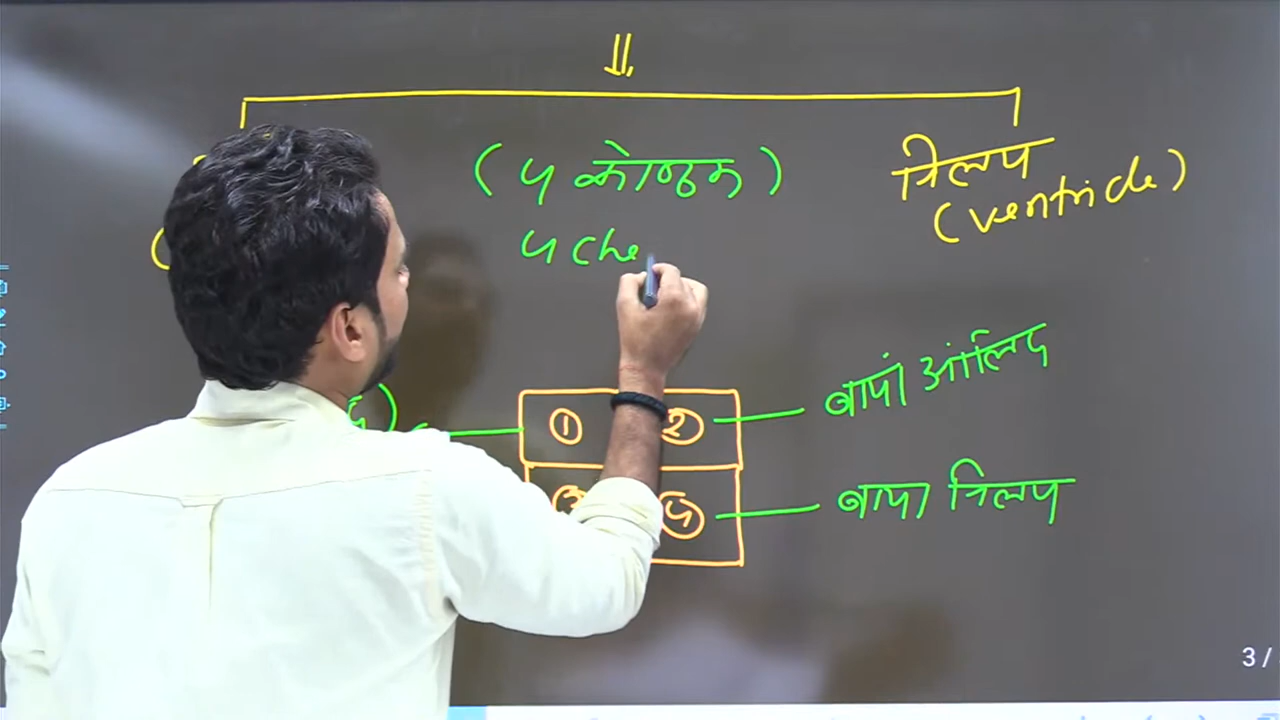 (4 कोष्ठक)
निलय
(ventricle)
4 Che
बायां आलिंद
① ②
बाया निलय
4
3 /